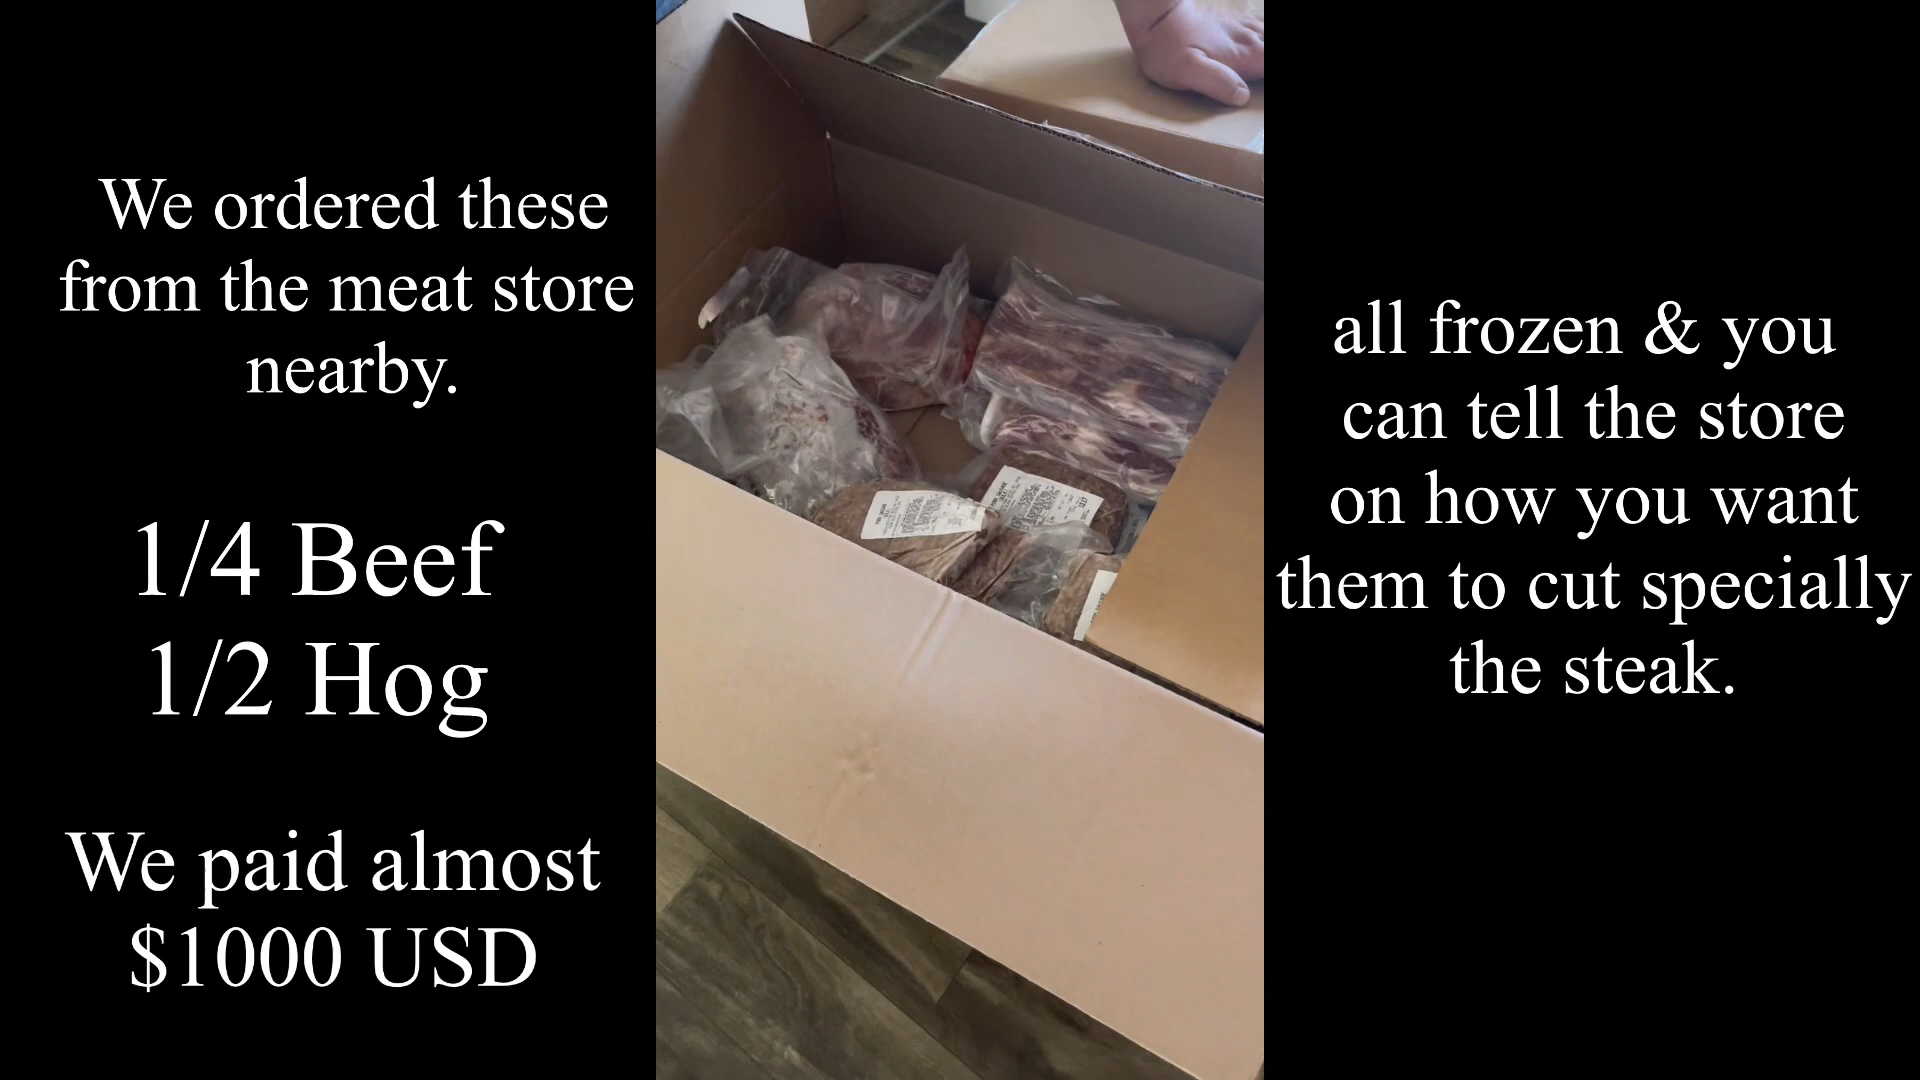 We ordered these
from the meat store
nearby.
1/4 Beef
1/2 Hog
We paid almost
$1000 USD
all frozen & you
can tell the store
on how you want
them to cut specially
the steak.